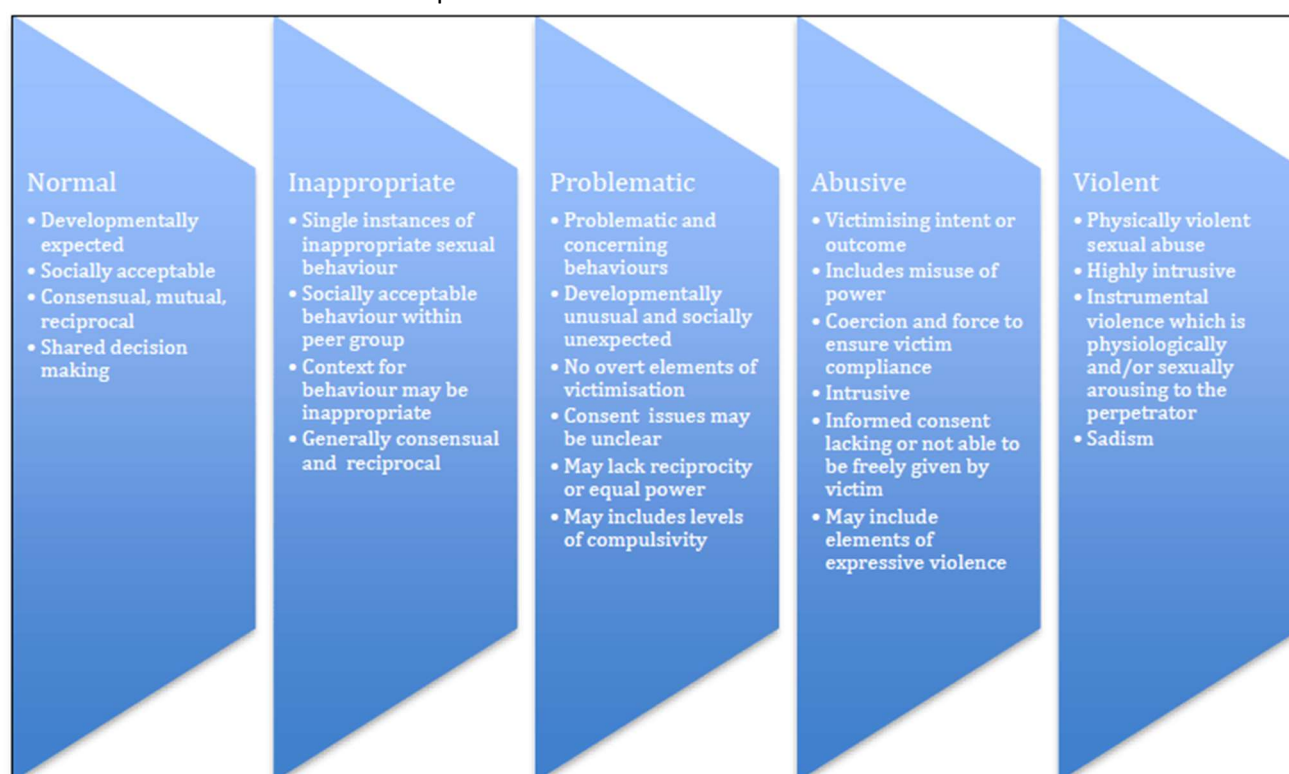 Normal
• Developmentally
expected
• Socially acceptable
• Consensual, mutual,
reciprocal
• Shared decision
making
Inappropriate
• Single instances of
inappropriate sexual
behaviour
• Socially acceptable
behaviour within
peer group
• Context for
behaviour may be
inappropriate
• Generally consensual
and reciprocal
Problematic
• Problematic and
concerning
behaviours
• Developmentally
unusual and socially
unexpected
• No overt elements of
victimisation
• Consent issues may
be unclear
• May lack reciprocity
or equal power
• May includes levels
of compulsivity
Abusive
• Victimising intent or
outcome
• Includes misuse of
power
• Coercion and force to
ensure victim
compliance
• Intrusive
• Informed consent
lacking or not able to
be freely given by
victim
• May include
elements of
expressive violence
Violent
• Physically violent
sexual abuse
• Highly intrusive
• Instrumental
violence which is
physiologically
and/or sexually
arousing to the
perpetrator
• Sadism